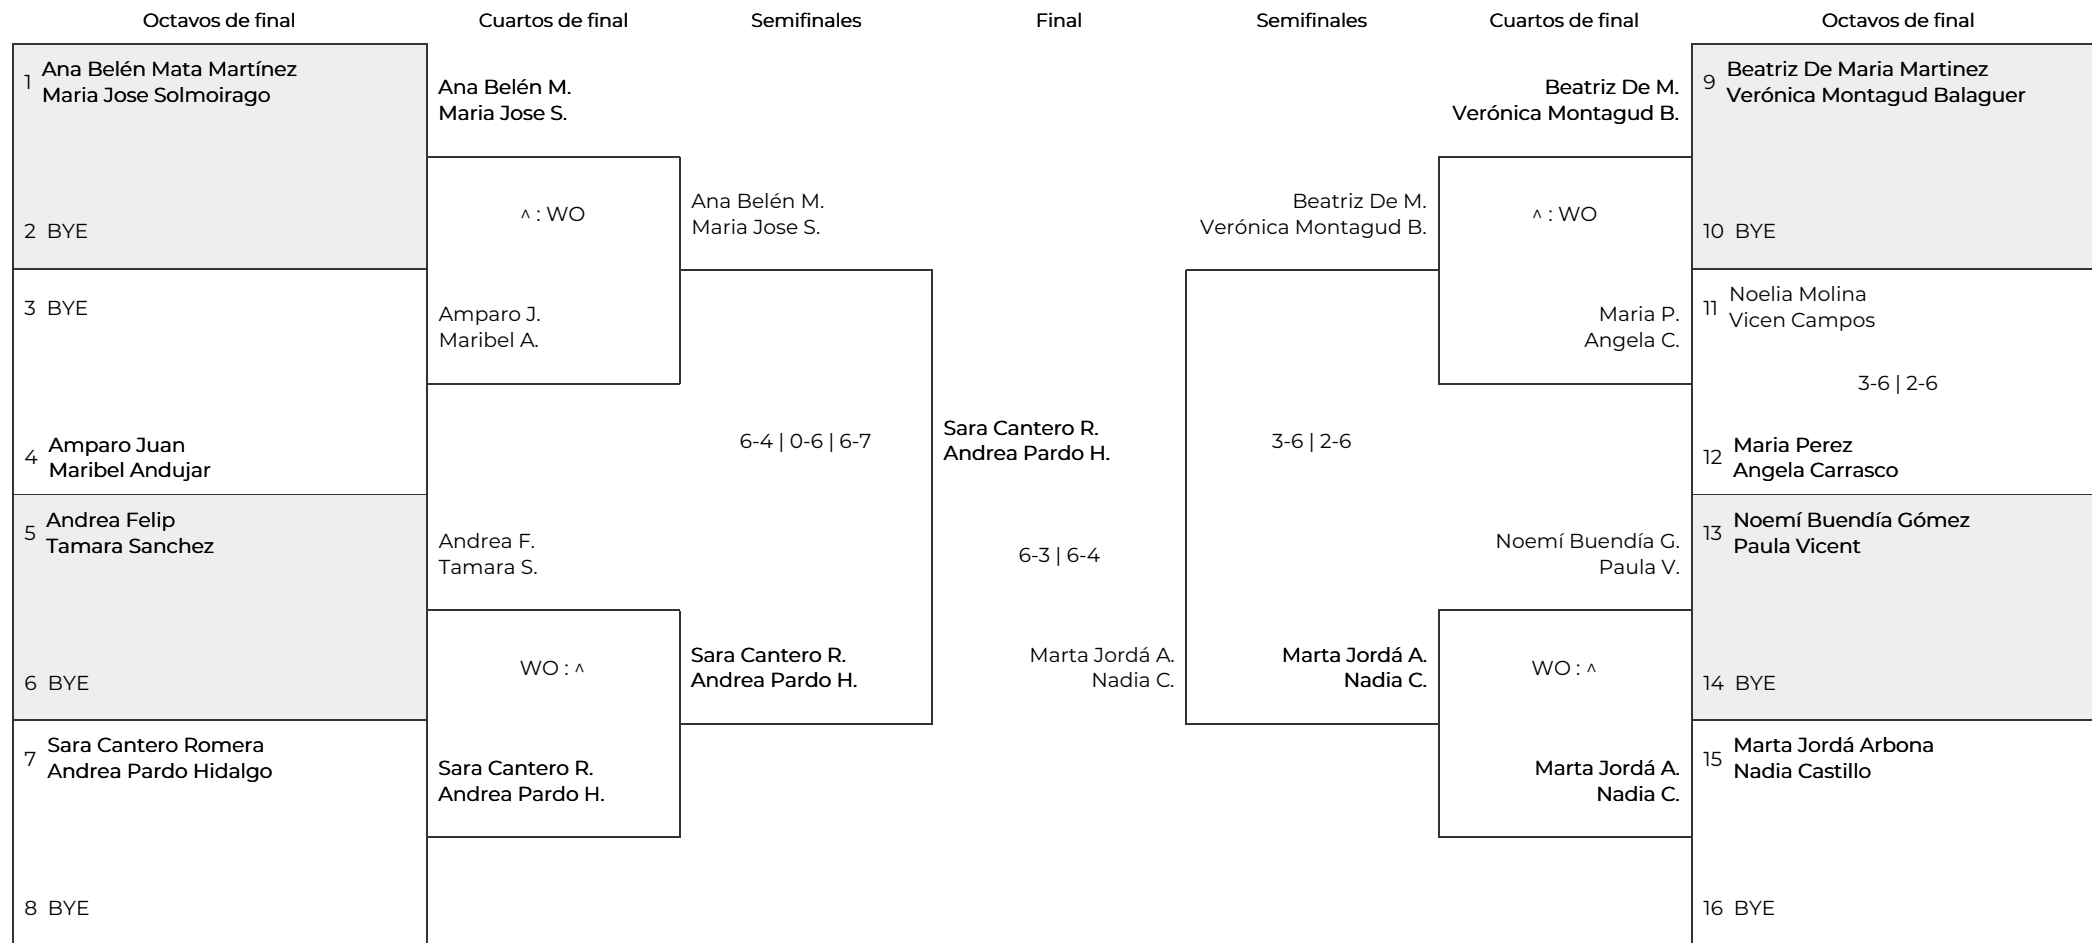 Octavos de final
Cuartos de final
Semifinales
Final
Semifinales
Cuartos de final
Octavos de final
1 Ana Belén Mata Martínez
Maria Jose Solmoirago
2 BYE
3 BYE
4 Amparo Juan
Maribel Andujar
5 Andrea Felip
Tamara Sanchez
6 BYE
7 Sara Cantero Romera
Andrea Pardo Hidalgo
8 BYE
Ana Belén M.
Maria Jose S.
^ : WO
Amparo J.
Maribel A.
Andrea F.
Tamara S.
WO : ^
Sara Cantero R.
Andrea Pardo H.
Ana Belén M.
Maria Jose S.
6-4 | 0-6 | 6-7
Sara Cantero R.
Andrea Pardo H.
Sara Cantero R.
Andrea Pardo H.
6-3 | 6-4
Marta Jordá A.
Nadia C.
Beatriz De M.
Verónica Montagud B.
3-6 | 2-6
Marta Jordá A.
Nadia C.
Beatriz De M.
Verónica Montagud B.
^ : WO
Maria P.
Angela C.
Noemí Buendía G.
Paula V.
WO : ^
Marta Jordá A.
Nadia C.
9 Beatriz De Maria Martinez
Verónica Montagud Balaguer
10 BYE
11 Noelia Molina
Vicen Campos
3-6 | 2-6
12 Maria Perez
Angela Carrasco
13 Noemí Buendía Gómez
Paula Vicent
14 BYE
15 Marta Jordá Arbona
Nadia Castillo
16 BYE